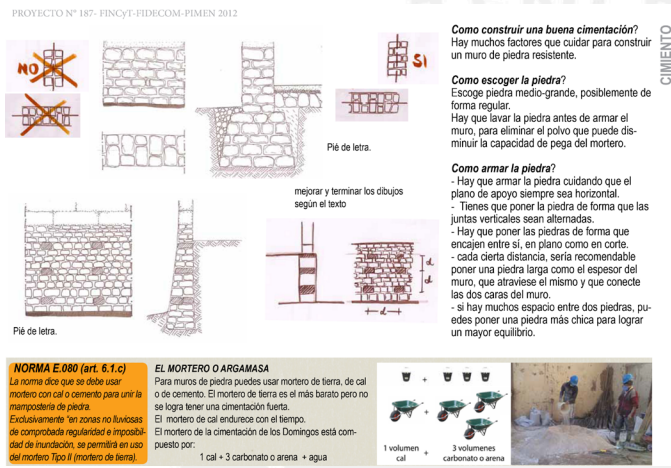 PROYECTO Nº 187- FINCyT-FIDECOM-PIMEN 2012
NO
SI
Pié de letra.
mejorar y terminar los dibujos
según el texto
d
d
d
Pié de letra.
Como construir una buena cimentación?
Hay muchos factores que cuidar para construir
un muro de piedra resistente.
Como escoger la piedra?
Escoge piedra medio-grande, posiblemente de
forma regular.
Hay que lavar la piedra antes de armar el
muro, para eliminar el polvo que puede dis-
minuir la capacidad de pega del mortero.
Como armar la piedra?
- Hay que armar la piedra cuidando que el
plano de apoyo siempre sea horizontal.
- Tienes que poner la piedra de forma que las
juntas verticales sean alternadas.
- Hay que poner las piedras de forma que
encajen entre sí, en plano como en corte.
- cada cierta distancia, sería recomendable
poner una piedra larga como el espesor del
muro, que atraviese el mismo y que conecte
las dos caras del muro.
- si hay muchos espacio entre dos piedras, pu-
edes poner una piedra más chica para lograr
un mayor equilibrio.
CIMIENTO
NORMA E.080 (art. 6.1.c)
La norma dice que se debe usar
mortero con cal o cemento para unir la
mampostería de piedra.
Exclusivamente "en zonas no lluviosas
de comprobada regularidad e imposibil-
idad de inundación, se permitirá en uso
del mortero Tipo II (mortero de tierra).
EL MORTERO O ARGAMASA
Para muros de piedra puedes usar mortero de tierra, de cal
o de cemento. El mortero de tierra es el más barato pero no
se logra tener una cimentación fuerta.
El mortero de cal endurece con el tiempo.
El mortero de la cimentación de los Domingos está com-
puesto por:
1 cal + 3 carbonato o arena + agua
+
+
1 volumen
cal
+
3 volumenes
carbonato o arena